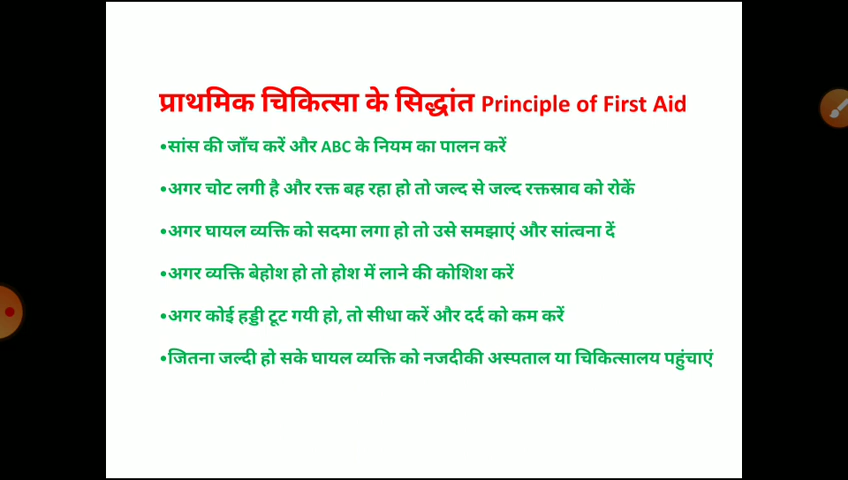 प्राथमिक चिकित्सा के सिद्धांत Principle of First Aid
•सांस की जाँच करें और ABC के नियम का पालन करें
•अगर चोट लगी है और रक्त बह रहा हो तो जल्द से जल्द रक्तस्राव को रोकें
•अगर घायल व्यक्ति को सदमा लगा हो तो उसे समझाएं और सांत्वना दें
•अगर व्यक्ति बेहोश हो तो होश में लाने की कोशिश करें
•अगर कोई हड्डी टूट गयी हो, तो सीधा करें और दर्द को कम करें
•जितना जल्दी हो सके घायल व्यक्ति को नजदीकी अस्पताल या चिकित्सालय पहुंचाएं